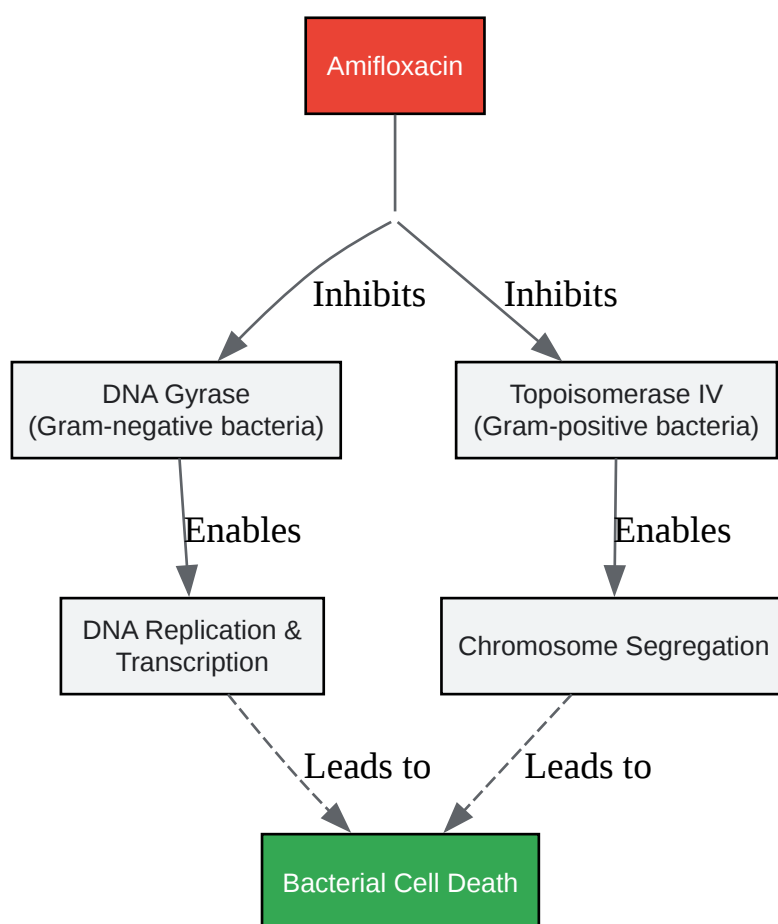 Amifloxacin
Inhibits
Inhibits
DNA Gyrase
(Gram-negative bacteria)
Topoisomerase IV
(Gram-positive bacteria)
Enables
Enables
DNA Replication &
Transcription
Chromosome Segregation
Leads to
Leads to
Bacterial Cell Death